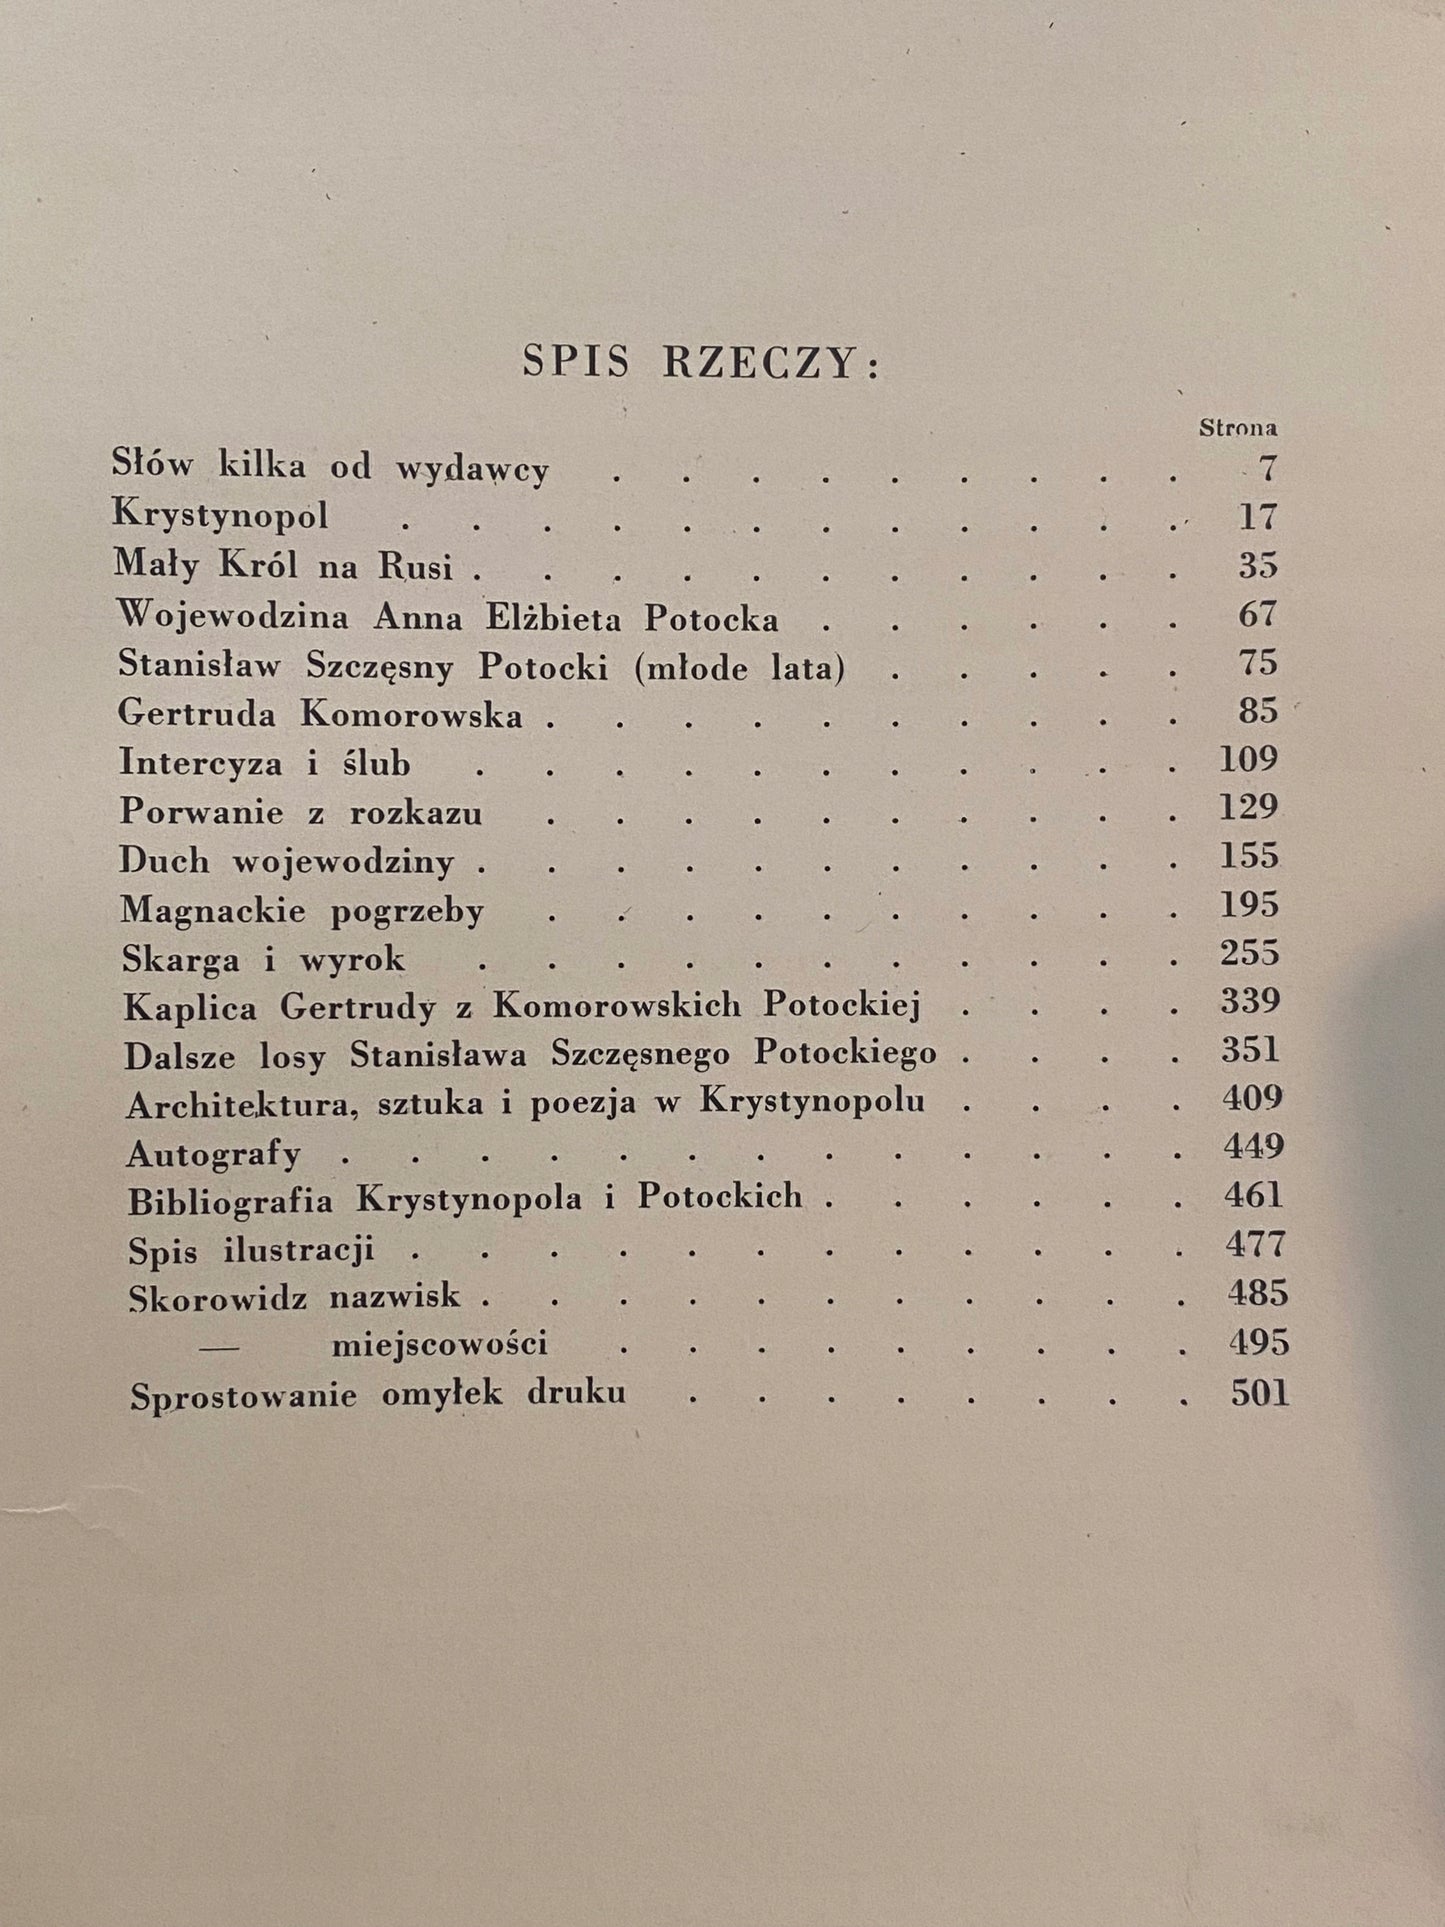 SPIS RZECZY:
Strona
Słów kilka od wydawcy . . . . . . . . . 7
Krystynopol . . . . . . . . . . . . 17
Mały Król na Rusi . . . . . . . . . . . 35
Wojewodzina Anna Elżbieta Potocka . . . . . . 67
Stanisław Szczęsny Potocki (młode lata) . . . . . 75
Gertruda Komorowska . . . . . . . . . . 85
Intercyza i ślub . . . . . . . . . . . 109
Porwanie z rozkazu . . . . . . . . . . 129
Duch wojewodziny . . . . . . . . . . . 155
Magnackie pogrzeby . . . . . . . . . . 195
Skarga i wyrok . . . . . . . . . . . 255
Kaplica Gertrudy z Komorowskich Potockiej . . . . 339
Dalsze losy Stanisława Szczęsnego Potockiego . . . . 351
Architektura, sztuka i poezja w Krystynopolu . . . . 409
Autografy . . . . . . . . . . . . . 449
Bibliografia Krystynopola i Potockich . . . . . . 461
Spis ilustracji . . . . . . . . . . . . 477
Skorowidz nazwisk . . . . . . . . . . . 485
— miejscowości . . . . . . . . . 495
Sprostowanie omyłek druku . . . . . . . . 501